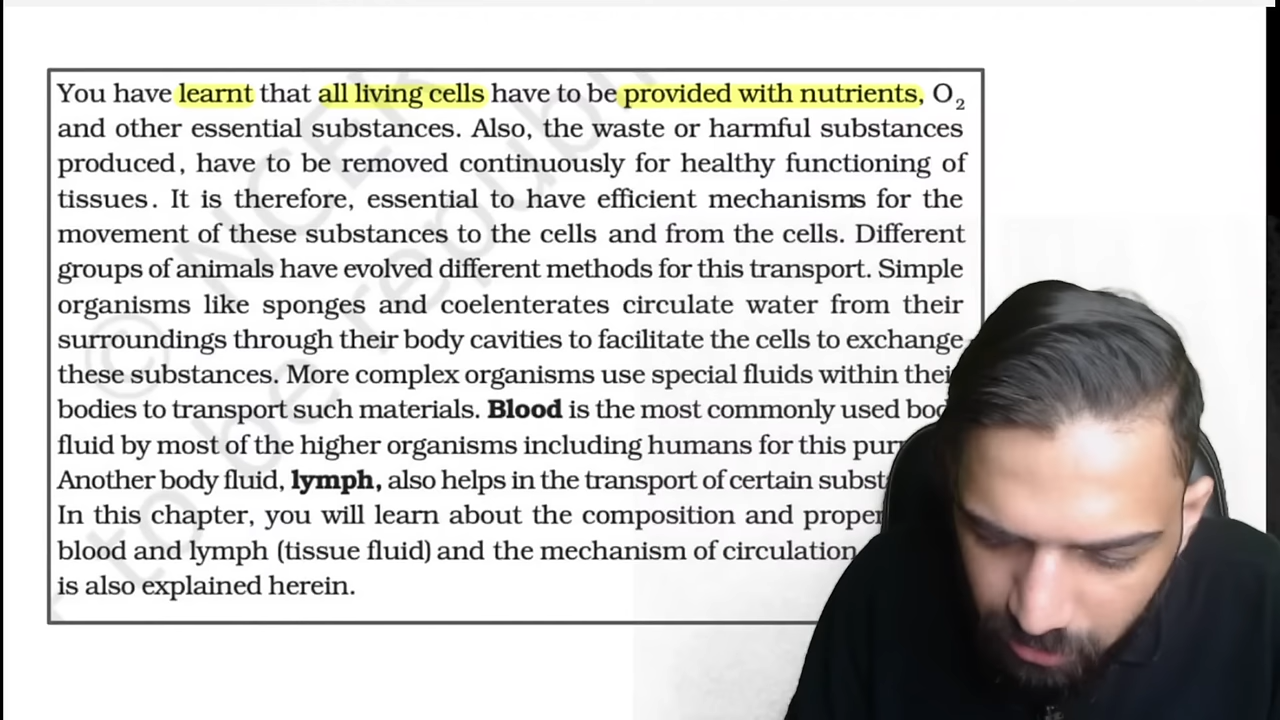 You have learnt that all living cells have to be provided with nutrients, O₂
and other essential substances. Also, the waste or harmful substances
produced, have to be removed continuously for healthy functioning of
tissues. It is therefore, essential to have efficient mechanisms for the
movement of these substances to the cells and from the cells. Different
groups of animals have evolved different methods for this transport. Simple
organisms like sponges and coelenterates circulate water from their
surroundings through their body cavities to facilitate the cells to exchange
these substances. More complex organisms use special fluids within
bodies to transport such materials. Blood is the most commonly used
fluid by most of the higher organisms including humans for this
Another body fluid, lymph, also helps in the transport of certain
In this chapter, you will learn about the composition and
blood and lymph (tissue fluid) and the mechanism of circulation
is also explained herein.
© NCER
to be republi